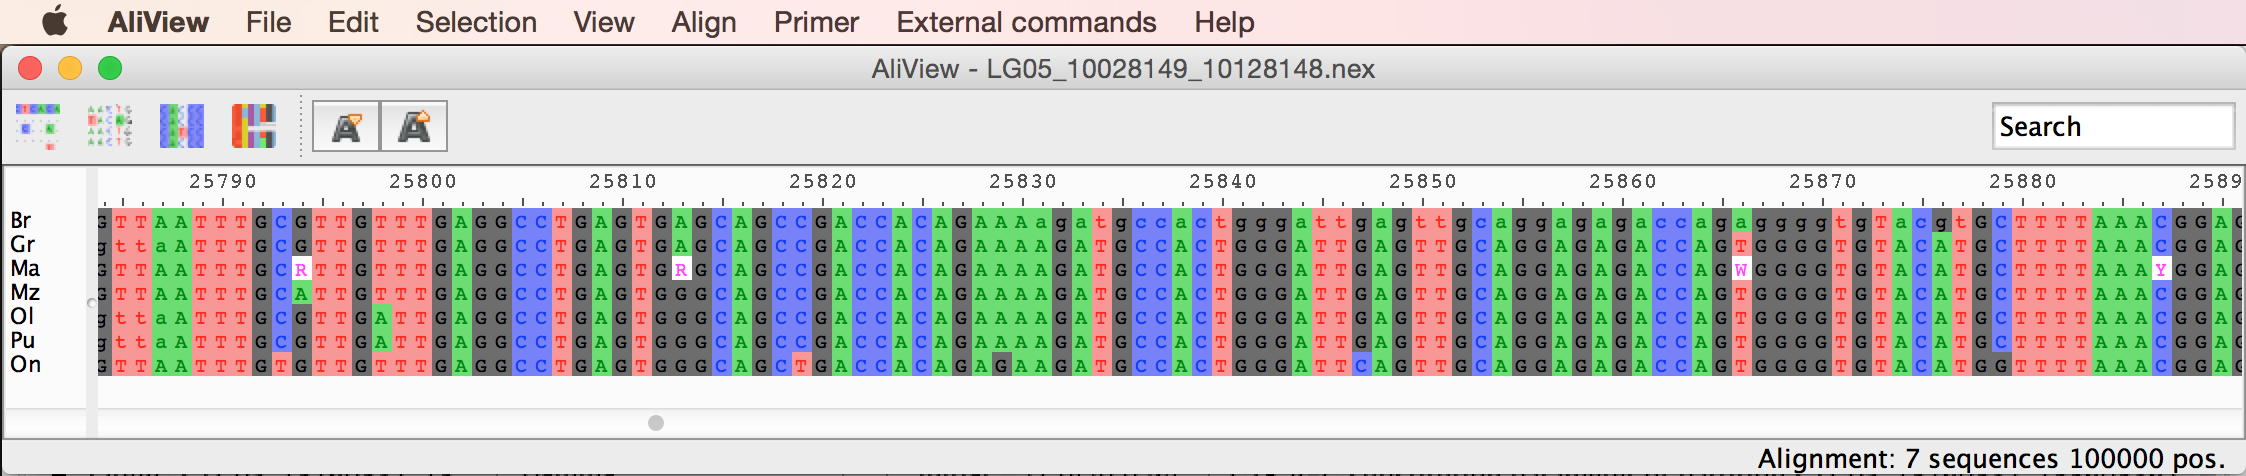 AliView File Edit Selection View Align Primer External commands Help
AliView - LG05_10028149_10128148.nex
Search
25790 25800 25810 25820 25830 25840 25850 25860 25870 25880 2589
Br GTTAATTTGCGTTGTTTGAGGCCTGAGTGAGCAGCCGACCACAGAAAagatgccactgggattgagttgcaggagagaccagaggggtgTacgtGCTTTTAAACGGAG
Gr gttaATTTGCGTTGTTTGAGGCCTGAGTGAGCAGCCGACCACAGAAAAGATGCCACTGGGATTGAGTTGCAGGAGAGACCAGTGGGGTGTACATGCTTTTAAACGGAG
Ma GTTAATTTGCRTTGTTTGAGGCCTGAGTGRGCAGCCGACCACAGAAAAGATGCCACTGGGATTGAGTTGCAGGAGAGACCAGWGGGGTGTACATGCTTTTAAAYGGAG
Mz GTTAATTTGCATTGTTTGAGGCCTGAGTGGGCAGCCGACCACAGAAAAGATGCCACTGGGATTGAGTTGCAGGAGAGACCAGTGGGGTGTACATGCTTTTAAACGGAG
Ol gttaATTTGCGTTGATTGAGGCCTGAGTGGGCAGCCGACCACAGAAAAGATGCCACTGGGATTGAGTTGCAGGAGAGACCAGTGGGGTGTACATGCTTTTAAACGGAG
Pu gttaATTTGCGTTGATTGAGGCCTGAGTGGGCAGCCGACCACAGAAAAGATGCCACTGGGATTGAGTTGCAGGAGAGACCAGTGGGGTGTACATGCTTTTAAACGGAG
On GTTAATTTGTGTTGTTTGAGGCCTGAGTGGGCAGCTGACCACAGAGAAGATGCCACTGGGATTCAGTTGCAGGAGAGACCAGTGGGGTGTACATGGTTTTAAACGGAG
Alignment: 7 sequences 100000 pos.